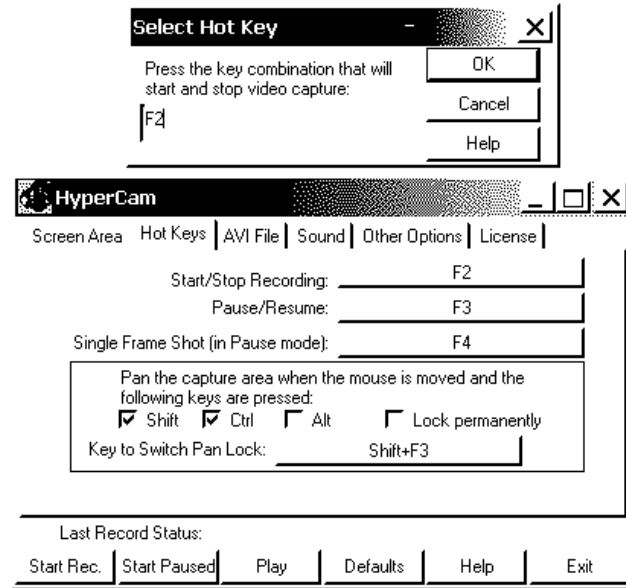 Select Hot Key
Press the key combination that will
start and stop video capture:
F2
OK
Cancel
Help
HyperCam
Screen Area Hot Keys AVI File Sound Other Options License
Start/Stop Recording: F2
Pause/Resume: F3
Single Frame Shot (in Pause mode): F4
Pan the capture area when the mouse is moved and the
following keys are pressed:
Shift Ctrl Alt Lock permanently
Key to Switch Pan Lock: Shift+F3
Last Record Status:
Start Rec. Start Paused Play Defaults Help Exit